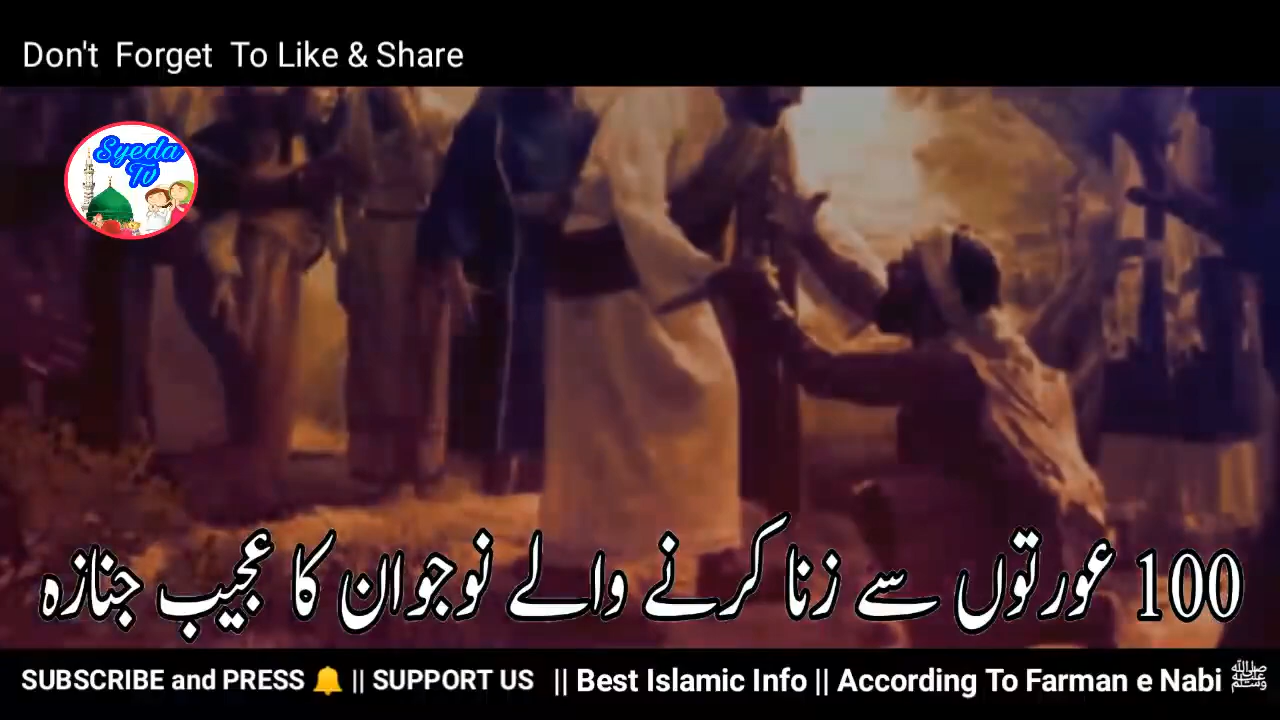 Don't Forget To Like & Share
Syeda
Tv
100 عورتوں سے زنا کرنے والے نوجوان کا عجیب جنازہ
SUBSCRIBE and PRESS 🔔 || SUPPORT US || Best Islamic Info || According To Farman e Nabi ﷺ